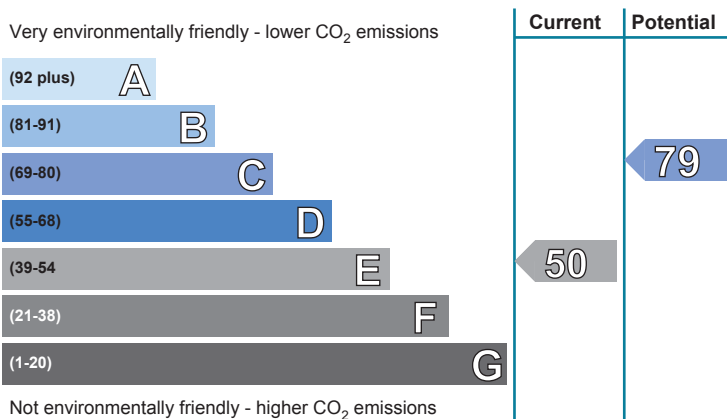 Current Potential
Very environmentally friendly - lower CO2 emissions
(92 plus) A
(81-91) B
(69-80) C
79
(55-68) D
(39-54 E
50
(21-38) F
(1-20) G
Not environmentally friendly - higher CO2 emissions